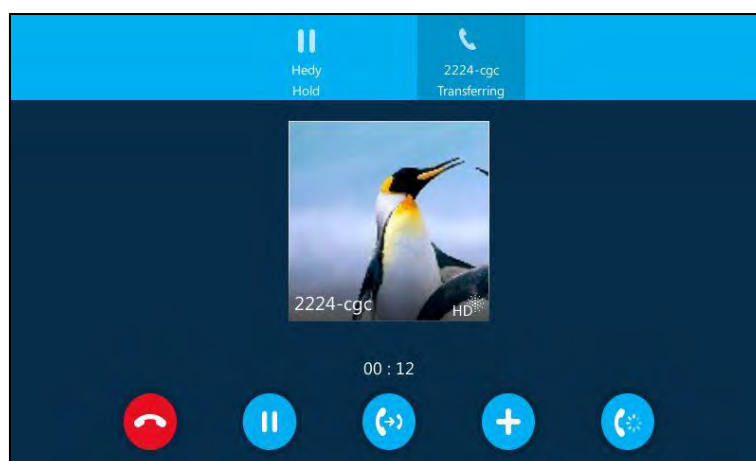 Hedy
Hold
2224-cgc
Transferring
2224-cgc
HD
00 : 12